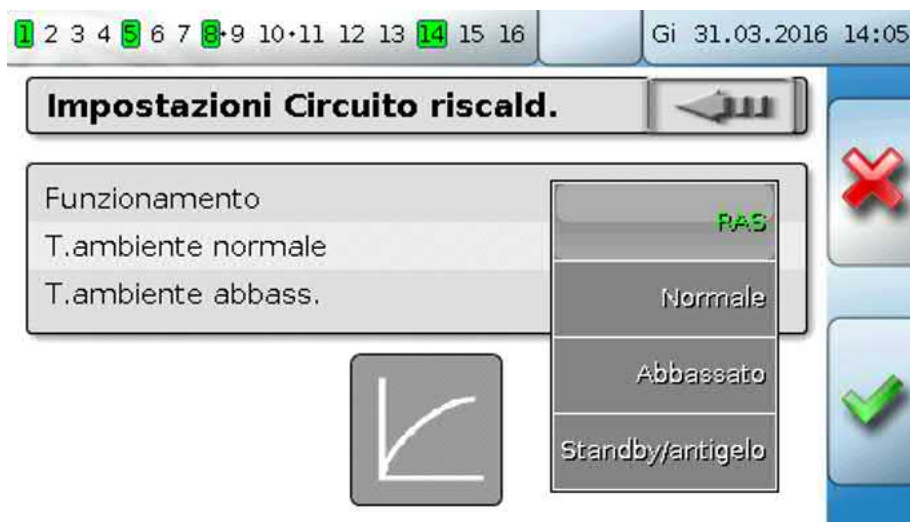 1 2 3 4 5 6 7 8·9 10·11 12 13 14 15 16 Gi 31.03.2016 14:05
Impostazioni Circuito riscald.
Funzionamento
RAS
T.ambiente normale
Normale
T.ambiente abbass.
Abbassato
Standby/antigelo